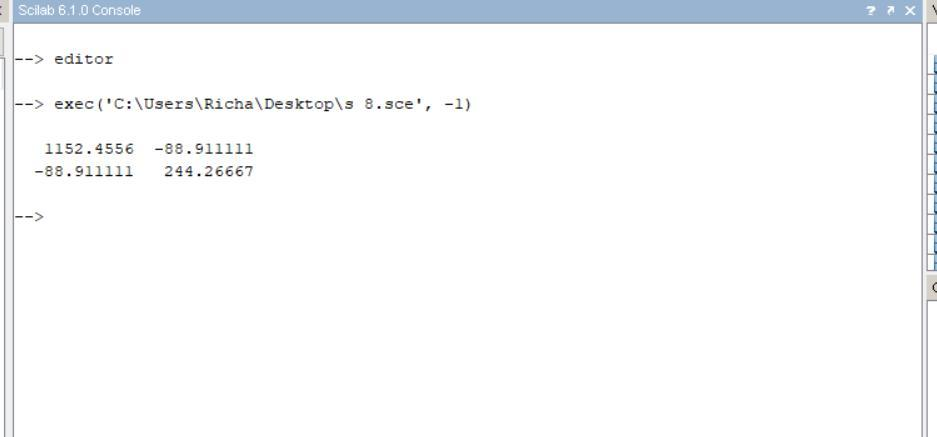 Scilab 6.1.0 Console
--> editor
--> exec('C:\Users\Richa\Desktop\s 8.sce', -1)
1152.4556 -88.911111
-88.911111 244.26667
-->